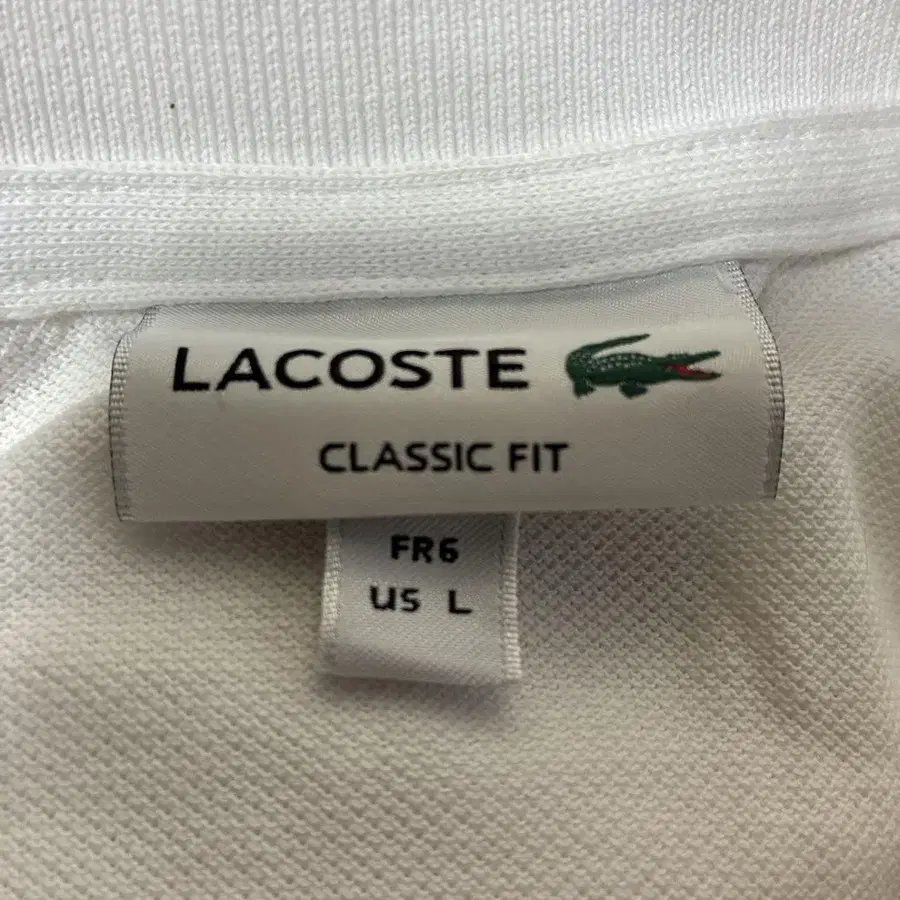 LACOSTE
CLASSIC FIT
FR6
US L